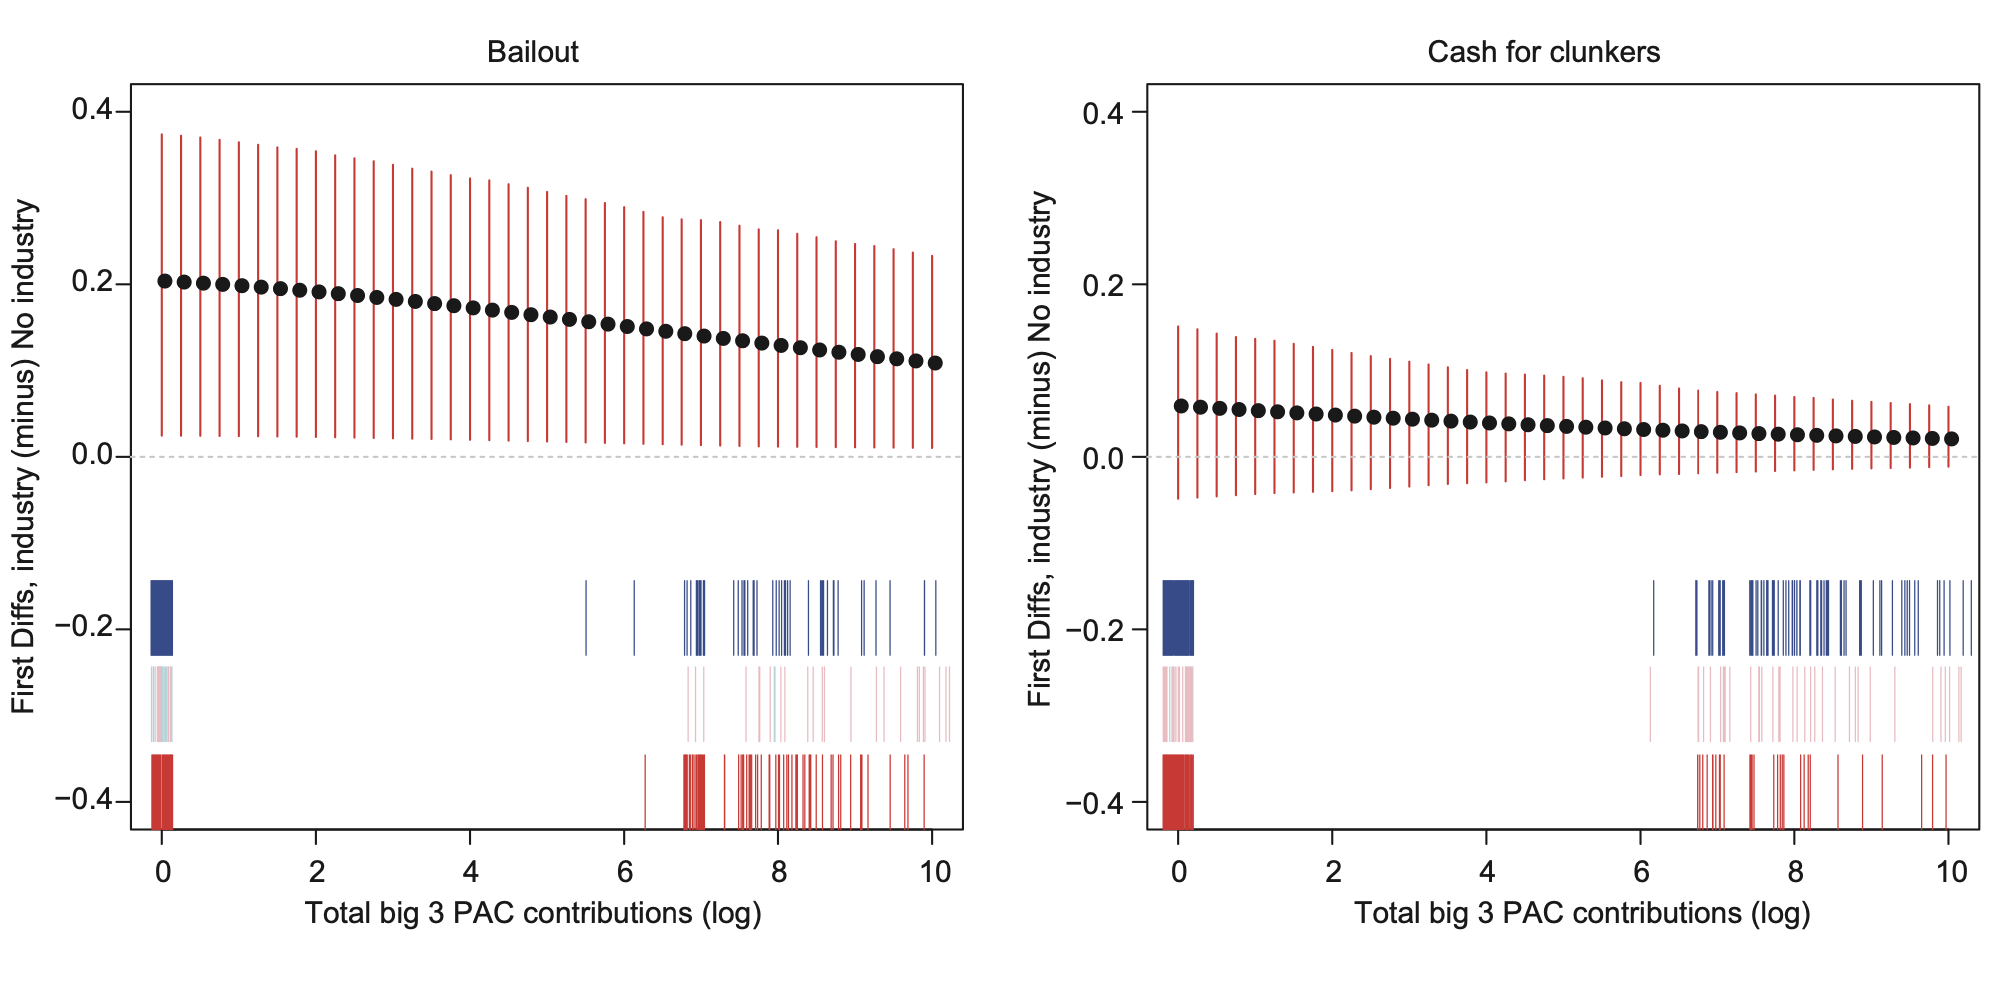 Bailout
First Diffs, industry (minus) No industry
0.4
0.2
0.0
−0.2
−0.4
0 2 4 6 8 10
Total big 3 PAC contributions (log)
Cash for clunkers
First Diffs, industry (minus) No industry
0.4
0.2
0.0
−0.2
−0.4
0 2 4 6 8 10
Total big 3 PAC contributions (log)